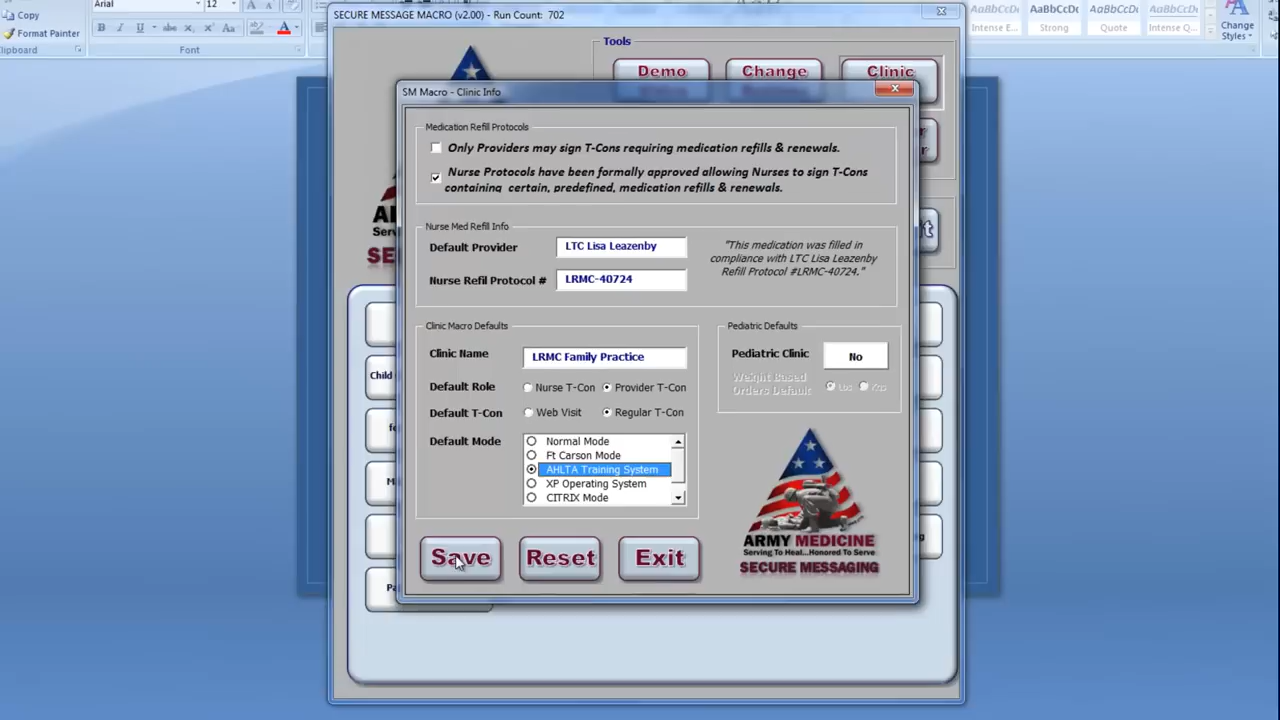 Copy
Format Painter
Clipboard
Arial
12
Font
SECURE MESSAGE MACRO (v2.00) - Run Count: 702
AaBbCcDc AaBbCcDc AaBbCcDc AaBbCcDc
Intense E... Strong Quote Intense Q...
Change
Styles
Tools
Demo
Change
Clinic
SM Macro - Clinic Info
Medication Refill Protocols
Only Providers may sign T-Cons requiring medication refills & renewals.
Nurse Protocols have been formally approved allowing Nurses to sign T-Cons
containing certain, predefined, medication refills & renewals.
Nurse Med Refill Info
Default Provider
LTC Lisa Leazenby
Nurse Refil Protocol #
LRMC-40724
"This medication was filled in
compliance with LTC Lisa Leazenby
Refill Protocol #LRMC-40724."
Clinic Macro Defaults
Clinic Name
LRMC Family Practice
Default Role
Nurse T-Con
Provider T-Con
Default T-Con
Web Visit
Regular T-Con
Default Mode
Normal Mode
Ft Carson Mode
AHLTA Training System
XP Operating System
CITRIX Mode
Pediatric Defaults
Pediatric Clinic
No
Weight Based
Orders Default
Lbs
Kgs
Save
Reset
Exit
ARMY MEDICINE
Serving To Heal...Honored To Serve
SECURE MESSAGING
Child